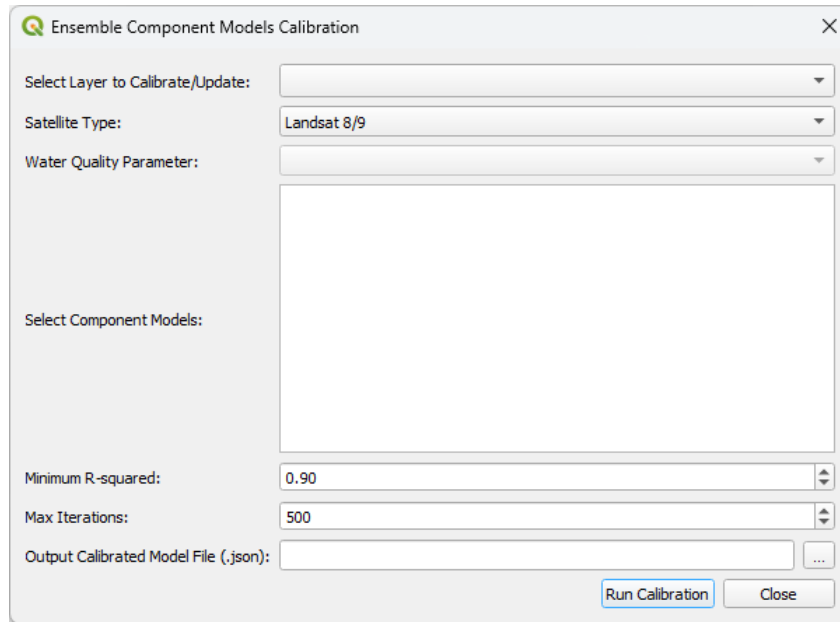 Ensemble Component Models Calibration
Select Layer to Calibrate/Update:
Satellite Type: Landsat 8/9
Water Quality Parameter:
Select Component Models:
Minimum R-squared: 0.90
Max Iterations: 500
Output Calibrated Model File (.json): ...
Run Calibration Close